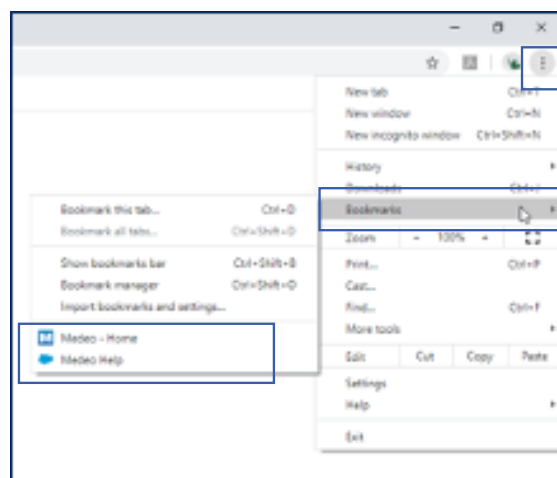 New tab Ctrl+T
New window Ctrl+N
New incognito window Ctrl+Shift+N
History
Downloads Ctrl+J
Bookmarks
Zoom - 100% +
Print... Ctrl+P
Cast...
Find... Ctrl+F
More tools
Edit Cut Copy Paste
Settings
Help
Exit
Bookmark this tab... Ctrl+D
Bookmark all tabs... Ctrl+Shift+D
Show bookmarks bar Ctrl+Shift+B
Bookmark manager Ctrl+Shift+O
Import bookmarks and settings...
Medeo - Home
Medeo Help